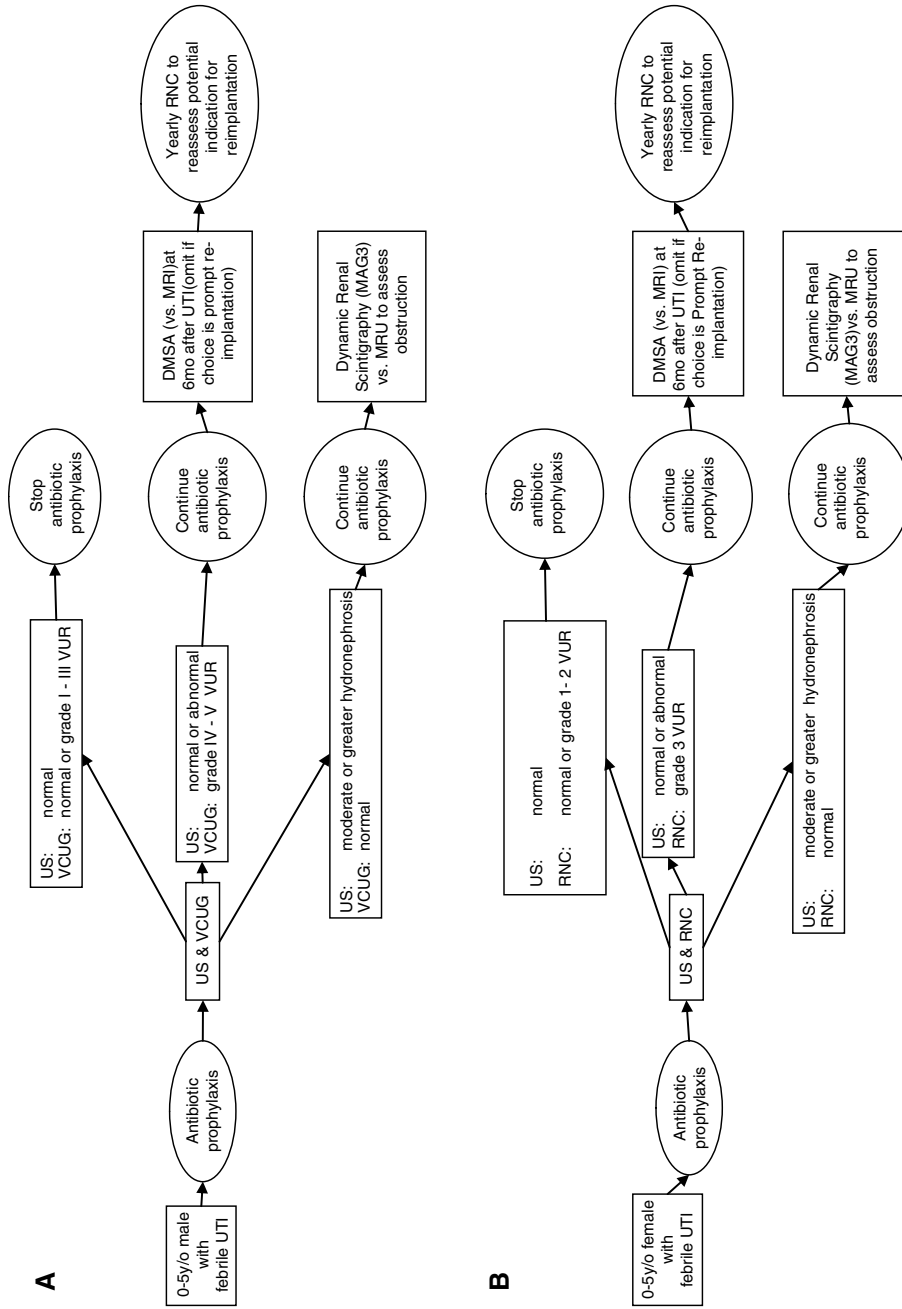 A
0-5y/o male
with
febrile UTI
Antibiotic
prophylaxis
US & VCUG
US: normal
VCUG: normal or grade I - III VUR
Stop
antibiotic
prophylaxis
US: normal or abnormal
VCUG: grade IV - V VUR
Continue
antibiotic
prophylaxis
DMSA (vs. MRI)at
6mo after UTI(omit if
choice is prompt re-
implantation)
Yearly RNC to
reassess potential
indication for
reimplantation
US: moderate or greater hydronephrosis
VCUG: normal
Continue
antibiotic
prophylaxis
Dynamic Renal
Scintigraphy (MAG3)
vs. MRU to assess
obstruction
B
0-5y/o female
with
febrile UTI
Antibiotic
prophylaxis
US & RNC
US: normal
RNC: normal or grade 1- 2 VUR
Stop
antibiotic
prophylaxis
US: normal or abnormal
RNC: grade 3 VUR
Continue
antibiotic
prophylaxis
DMSA (vs. MRI) at
6mo after UTI (omit if
choice is Prompt Re-
implantation)
Yearly RNC to
reassess potential
indication for
reimplantation
US: moderate or greater hydronephrosis
RNC: normal
Continue
antibiotic
prophylaxis
Dynamic Renal
Scintigraphy
(MAG3)vs. MRU to
assess obstruction